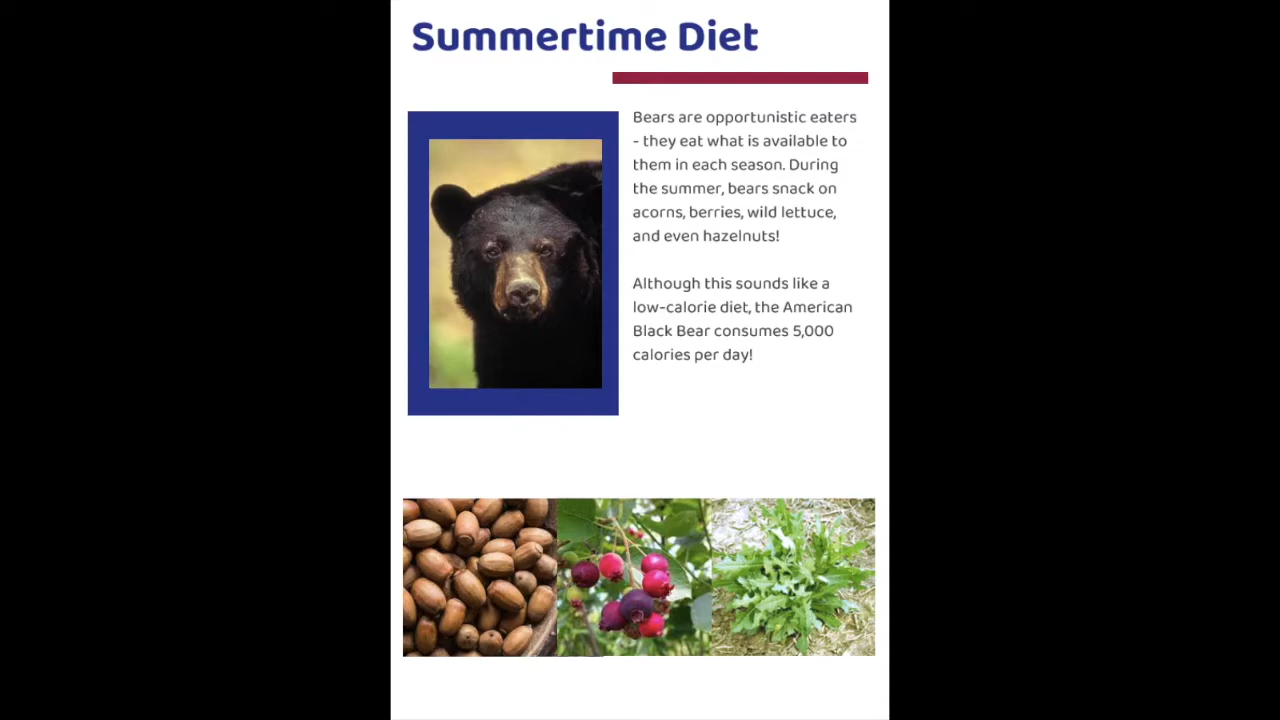 Summertime Diet
Bears are opportunistic eaters
- they eat what is available to
them in each season. During
the summer, bears snack on
acorns, berries, wild lettuce,
and even hazelnuts!
Although this sounds like a
low-calorie diet, the American
Black Bear consumes 5,000
calories per day!